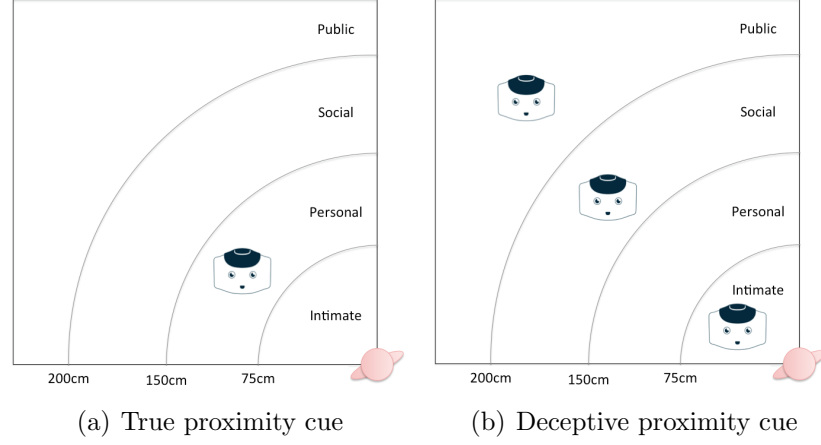 Public
Social
Personal
Intimate
200cm 150cm 75cm
(a) True proximity cue
Public
Social
Personal
Intimate
200cm 150cm 75cm
(b) Deceptive proximity cue